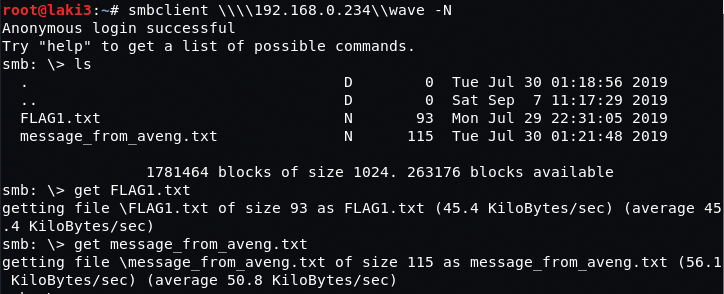 root@laki3:~# smbclient \\\\192.168.0.234\\wave -N
Anonymous login successful
Try "help" to get a list of possible commands.
smb: \> ls
  .                                   D        0  Tue Jul 30 01:18:56 2019
  ..                                  D        0  Sat Sep  7 11:17:29 2019
  FLAG1.txt                           N       93  Mon Jul 29 22:31:05 2019
  message_from_aveng.txt              N      115  Tue Jul 30 01:21:48 2019

                1781464 blocks of size 1024. 263176 blocks available
smb: \> get FLAG1.txt
getting file \FLAG1.txt of size 93 as FLAG1.txt (45.4 KiloBytes/sec) (average 45
.4 KiloBytes/sec)
smb: \> get message_from_aveng.txt
getting file \message_from_aveng.txt of size 115 as message_from_aveng.txt (56.1
 KiloBytes/sec) (average 50.8 KiloBytes/sec)